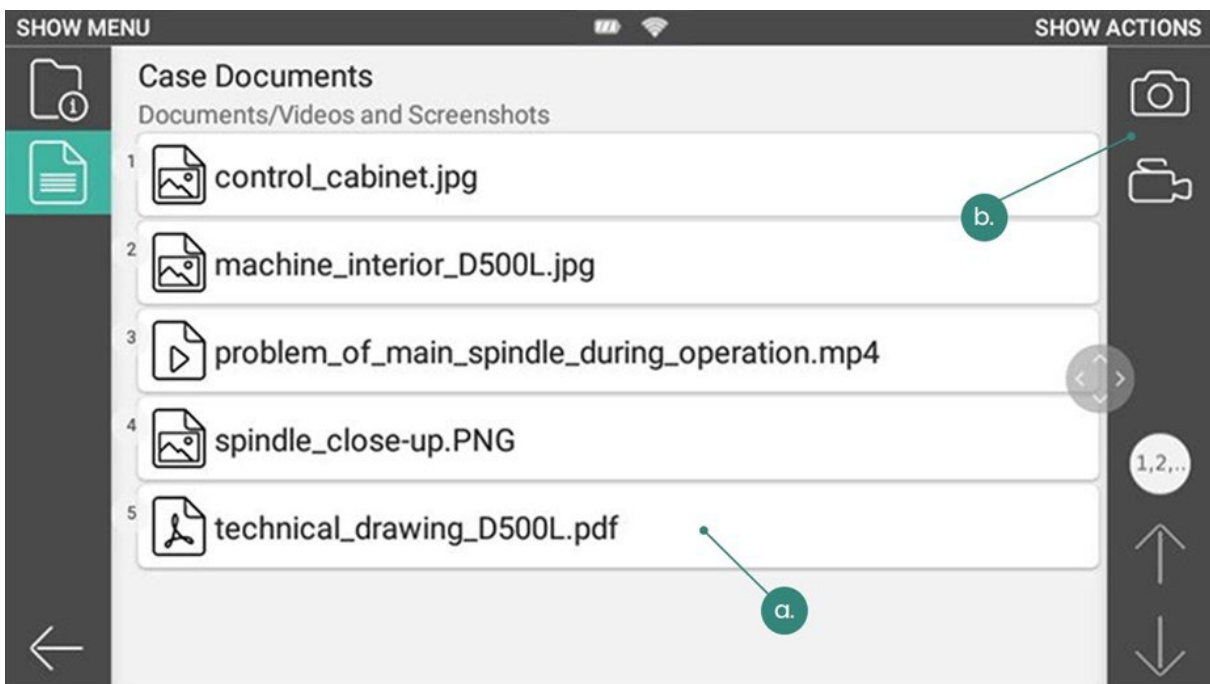 SHOW MENU
SHOW ACTIONS
Case Documents
Documents/Videos and Screenshots
1 control_cabinet.jpg
2 machine_interior_D500L.jpg
3 problem_of_main_spindle_during_operation.mp4
4 spindle_close-up.PNG
5 technical_drawing_D500L.pdf
b.
1,2,..
a.